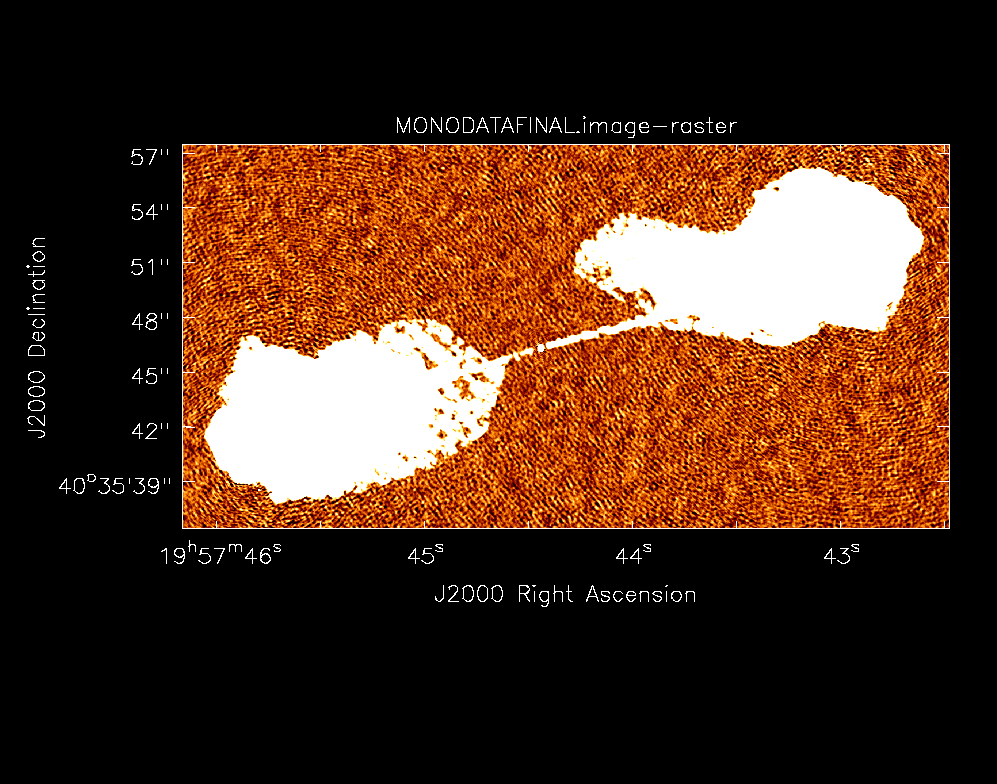 MONODATAFINAL.image-raster
57"
54"
51"
48"
45"
42"
40°35'39"
J2000 Declination
19ʰ57ᵐ46ˢ 45ˢ 44ˢ 43ˢ
J2000 Right Ascension